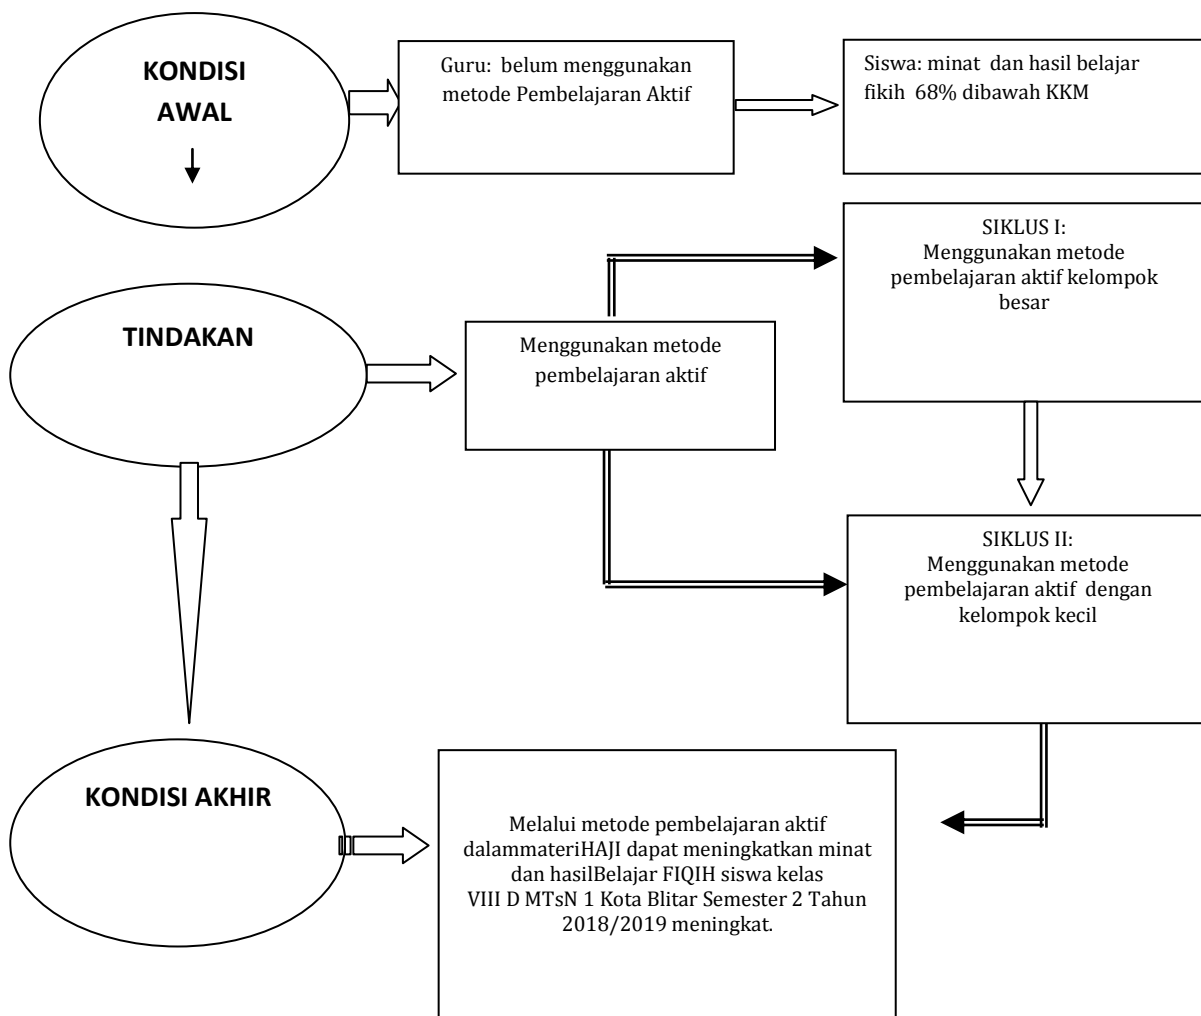 KONDISI
AWAL
Guru: belum menggunakan
metode Pembelajaran Aktif
Siswa: minat dan hasil belajar
fikih 68% dibawah KKM
SIKLUS I:
Menggunakan metode
pembelajaran aktif kelompok
besar
TINDAKAN
Menggunakan metode
pembelajaran aktif
SIKLUS II:
Menggunakan metode
pembelajaran aktif dengan
kelompok kecil
KONDISI AKHIR
Melalui metode pembelajaran aktif
dalammateriHAJI dapat meningkatkan minat
dan hasilBelajar FIQIH siswa kelas
VIII D MTsN 1 Kota Blitar Semester 2 Tahun
2018/2019 meningkat.